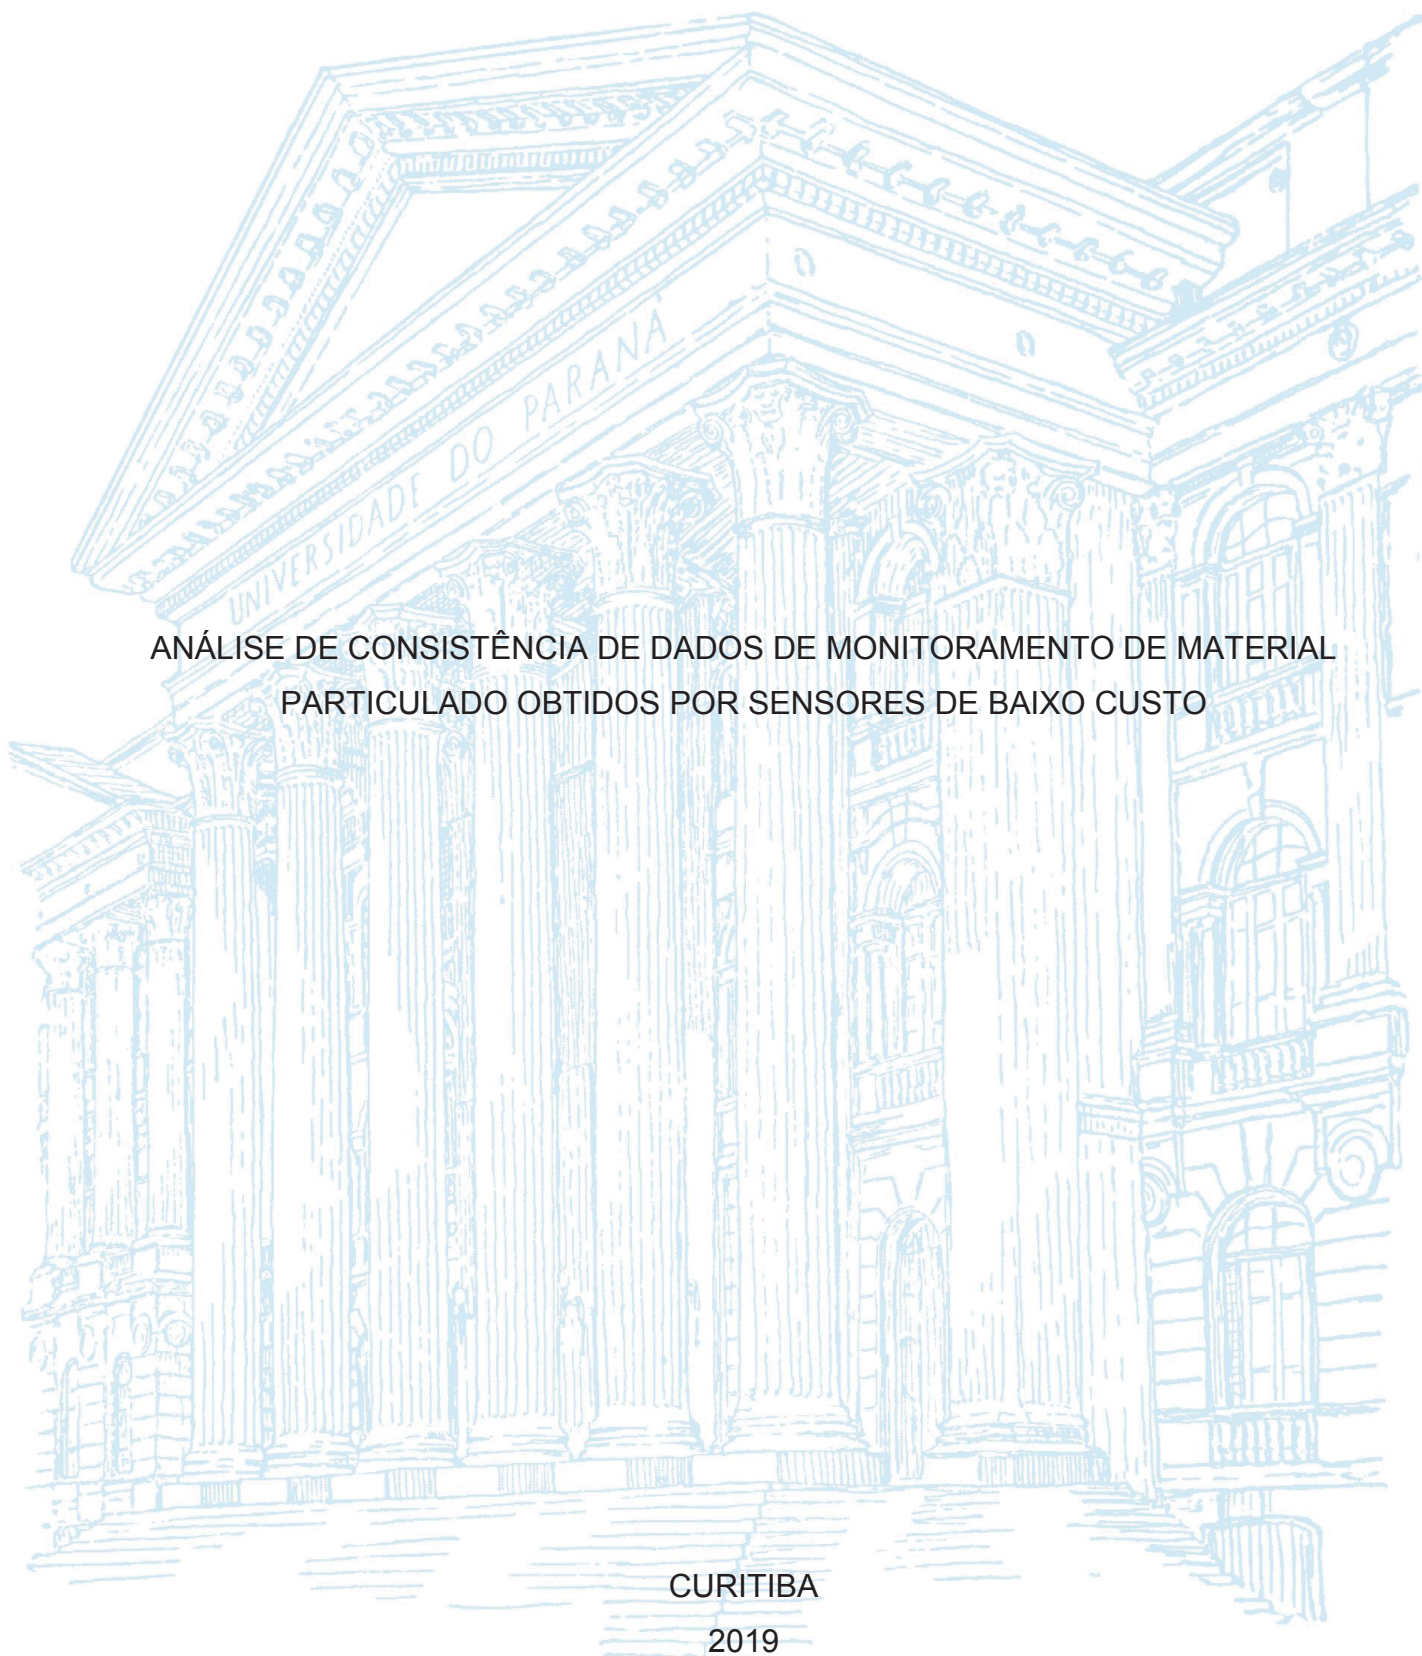 UNIVERSIDADE DO PARANÁ
ANÁLISE DE CONSISTÊNCIA DE DADOS DE MONITORAMENTO DE MATERIAL
PARTICULADO OBTIDOS POR SENSORES DE BAIXO CUSTO
CURITIBA
2019